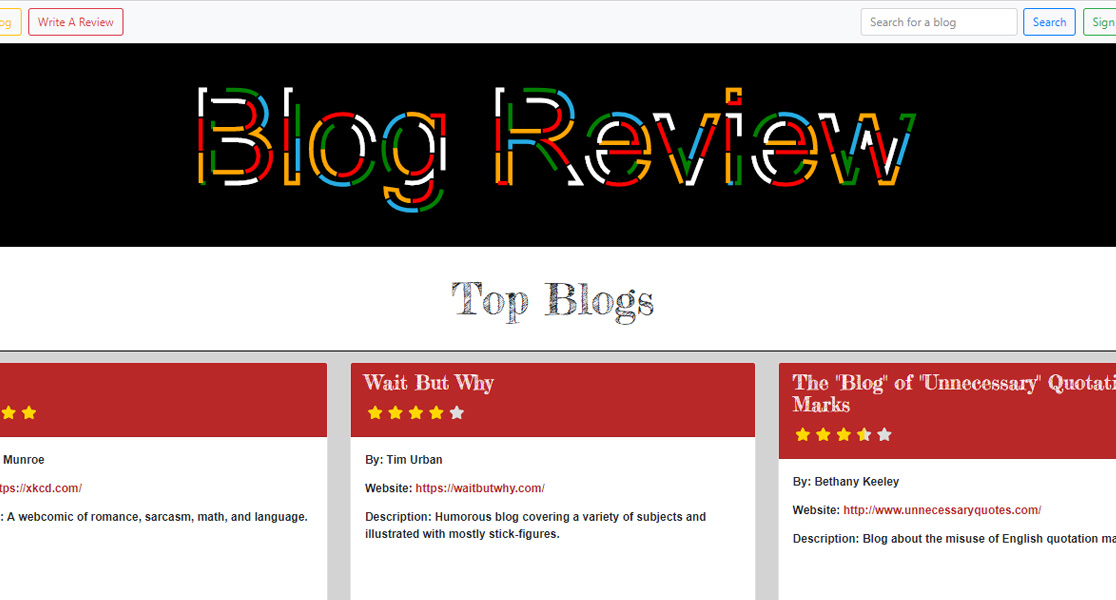 og Write A Review Search for a blog Search Sign
Blog Review
Top Blogs
Wait But Why
The "Blog" of "Unnecessary" Quotati
Marks
Munroe
tps://xkcd.com/
: A webcomic of romance, sarcasm, math, and language.
By: Tim Urban
Website: https://waitbutwhy.com/
Description: Humorous blog covering a variety of subjects and
illustrated with mostly stick-figures.
By: Bethany Keeley
Website: http://www.unnecessaryquotes.com/
Description: Blog about the misuse of English quotation ma